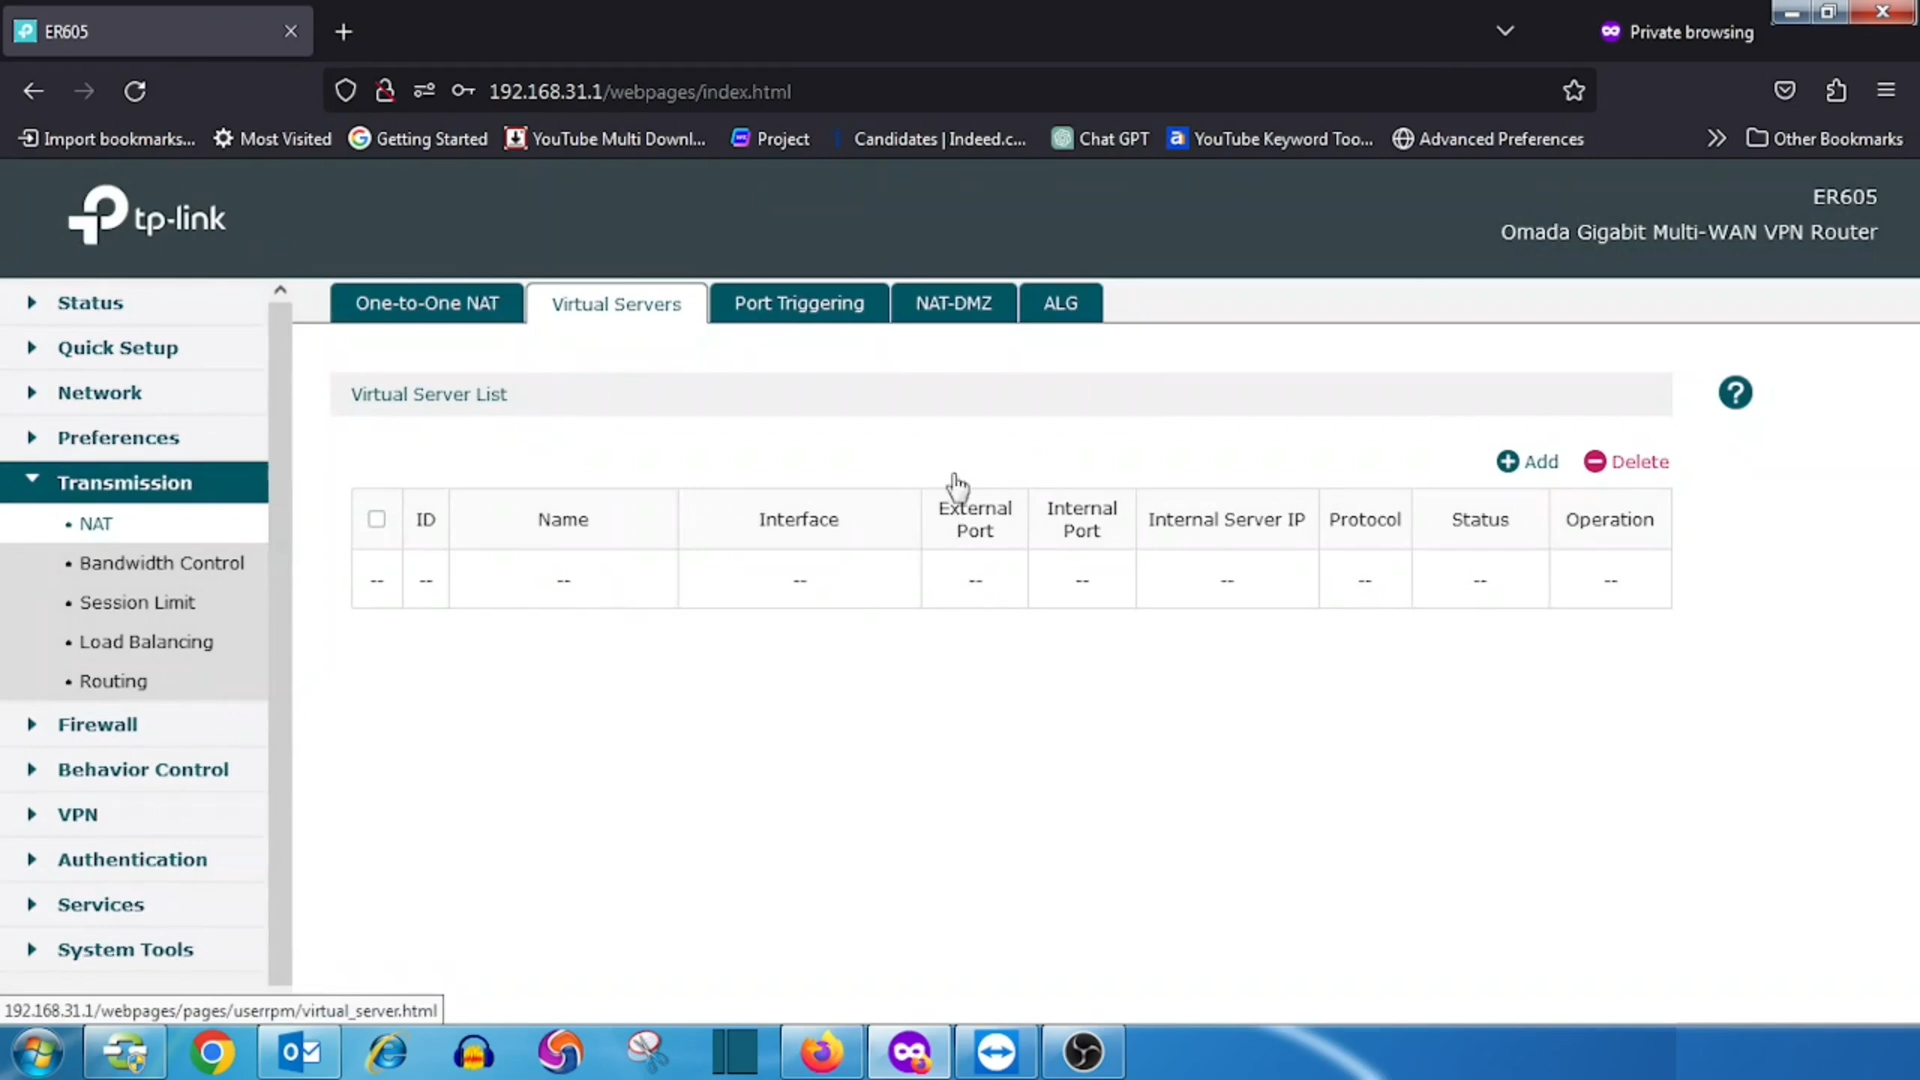 ER605
Private browsing
192.168.31.1/webpages/index.html
Import bookmarks... Most Visited Getting Started YouTube Multi Downl... Project Candidates | Indeed.c... Chat GPT YouTube Keyword Too... Advanced Preferences Other Bookmarks
tp-link
ER605
Omada Gigabit Multi-WAN VPN Router
Status
Quick Setup
Network
Preferences
Transmission
• NAT
• Bandwidth Control
• Session Limit
• Load Balancing
• Routing
Firewall
Behavior Control
VPN
Authentication
Services
System Tools
One-to-One NAT Virtual Servers Port Triggering NAT-DMZ ALG
Virtual Server List
?
Add Delete
ID Name Interface External Port Internal Port Internal Server IP Protocol Status Operation
-- -- -- -- -- -- -- -- -- --
192.168.31.1/webpages/pages/userrpm/virtual_server.html